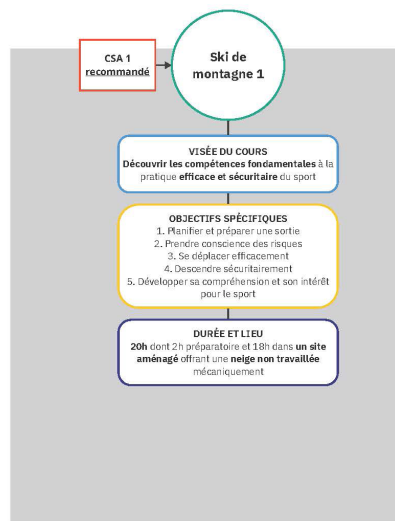 CSA 1
recommandé
Ski de
montagne 1
VISÉE DU COURS
Découvrir les compétences fondamentales à la
pratique efficace et sécuritaire du sport
OBJECTIFS SPÉCIFIQUES
1. Planifier et préparer une sortie
2. Prendre conscience des risques
3. Se déplacer efficacement
4. Descendre sécuritairement
5. Développer sa compréhension et son intérêt
pour le sport
DURÉE ET LIEU
20h dont 2h préparatoire et 18h dans un site
aménagé offrant une neige non travaillée
mécaniquement